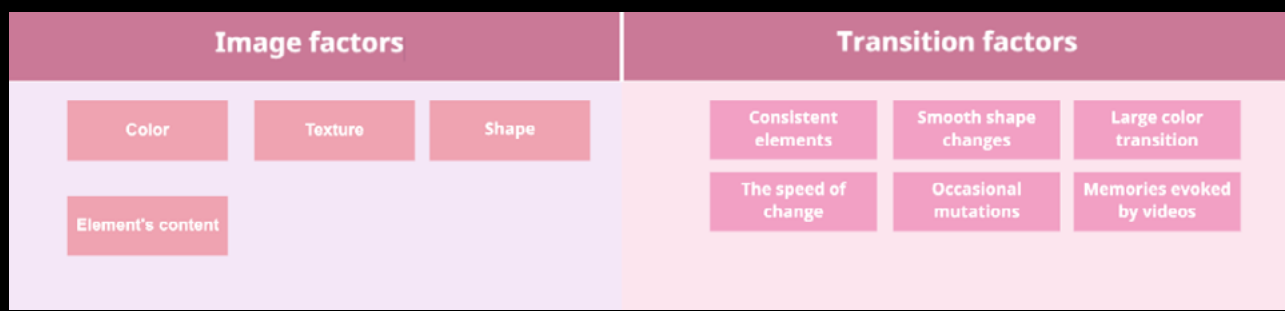 Image factors
Transition factors
Color
Texture
Shape
Element's content
Consistent
elements
Smooth shape
changes
Large color
transition
The speed of
change
Occasional
mutations
Memories evoked
by videos